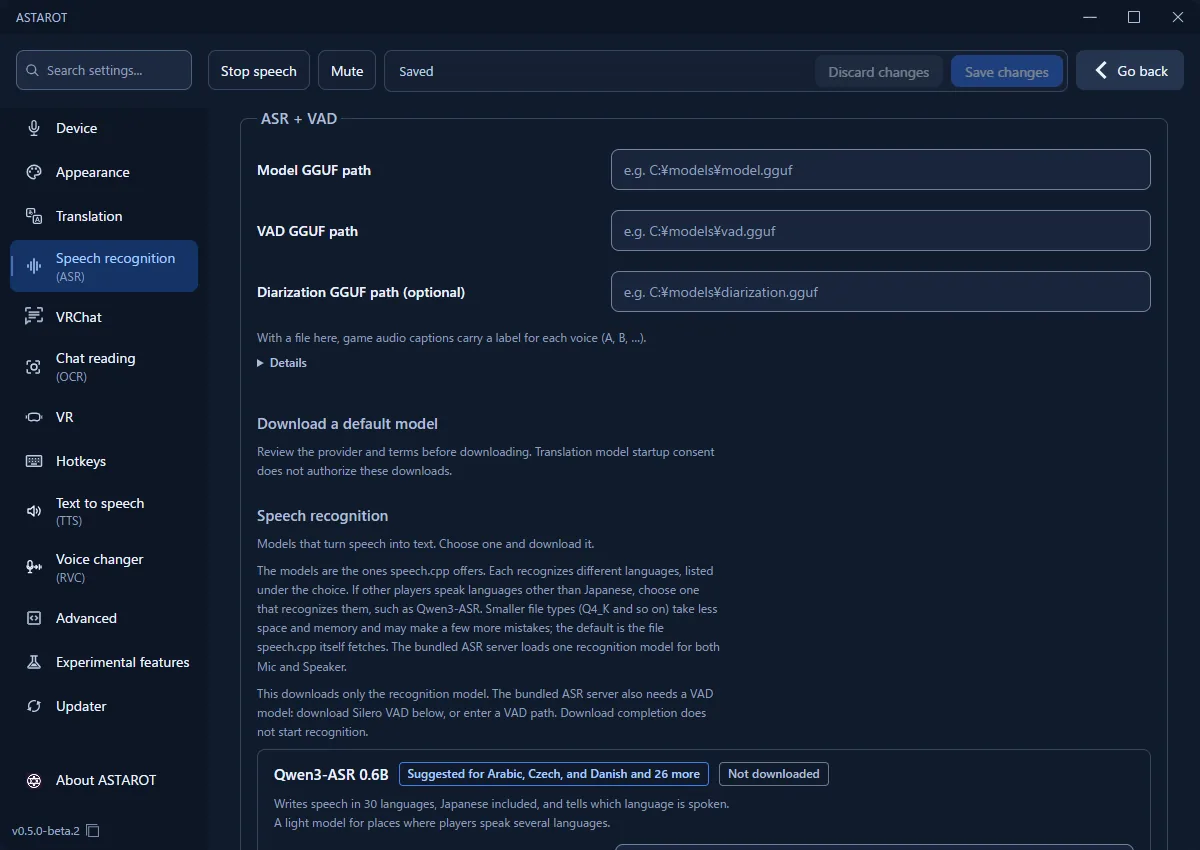 ASTAROT
Search settings...
Stop speech
Mute
Saved
Discard changes
Save changes
Go back
Device
Appearance
Translation
Speech recognition
(ASR)
VRChat
Chat reading
(OCR)
VR
Hotkeys
Text to speech
(TTS)
Voice changer
(RVC)
Advanced
Experimental features
Updater
About ASTAROT
v0.5.0-beta.2
ASR + VAD
Model GGUF path
e.g. C:¥models¥model.gguf
VAD GGUF path
e.g. C:¥models¥vad.gguf
Diarization GGUF path (optional)
e.g. C:¥models¥diarization.gguf
With a file here, game audio captions carry a label for each voice (A, B, ...).
Details
Download a default model
Review the provider and terms before downloading. Translation model startup consent
does not authorize these downloads.
Speech recognition
Models that turn speech into text. Choose one and download it.
The models are the ones speech.cpp offers. Each recognizes different languages, listed
under the choice. If other players speak languages other than Japanese, choose one
that recognizes them, such as Qwen3-ASR. Smaller file types (Q4_K and so on) take less
space and memory and may make a few more mistakes; the default is the file
speech.cpp itself fetches. The bundled ASR server loads one recognition model for both
Mic and Speaker.
This downloads only the recognition model. The bundled ASR server also needs a VAD
model: download Silero VAD below, or enter a VAD path. Download completion does
not start recognition.
Qwen3-ASR 0.6B
Suggested for Arabic, Czech, and Danish and 26 more
Not downloaded
Writes speech in 30 languages, Japanese included, and tells which language is spoken.
A light model for places where players speak several languages.